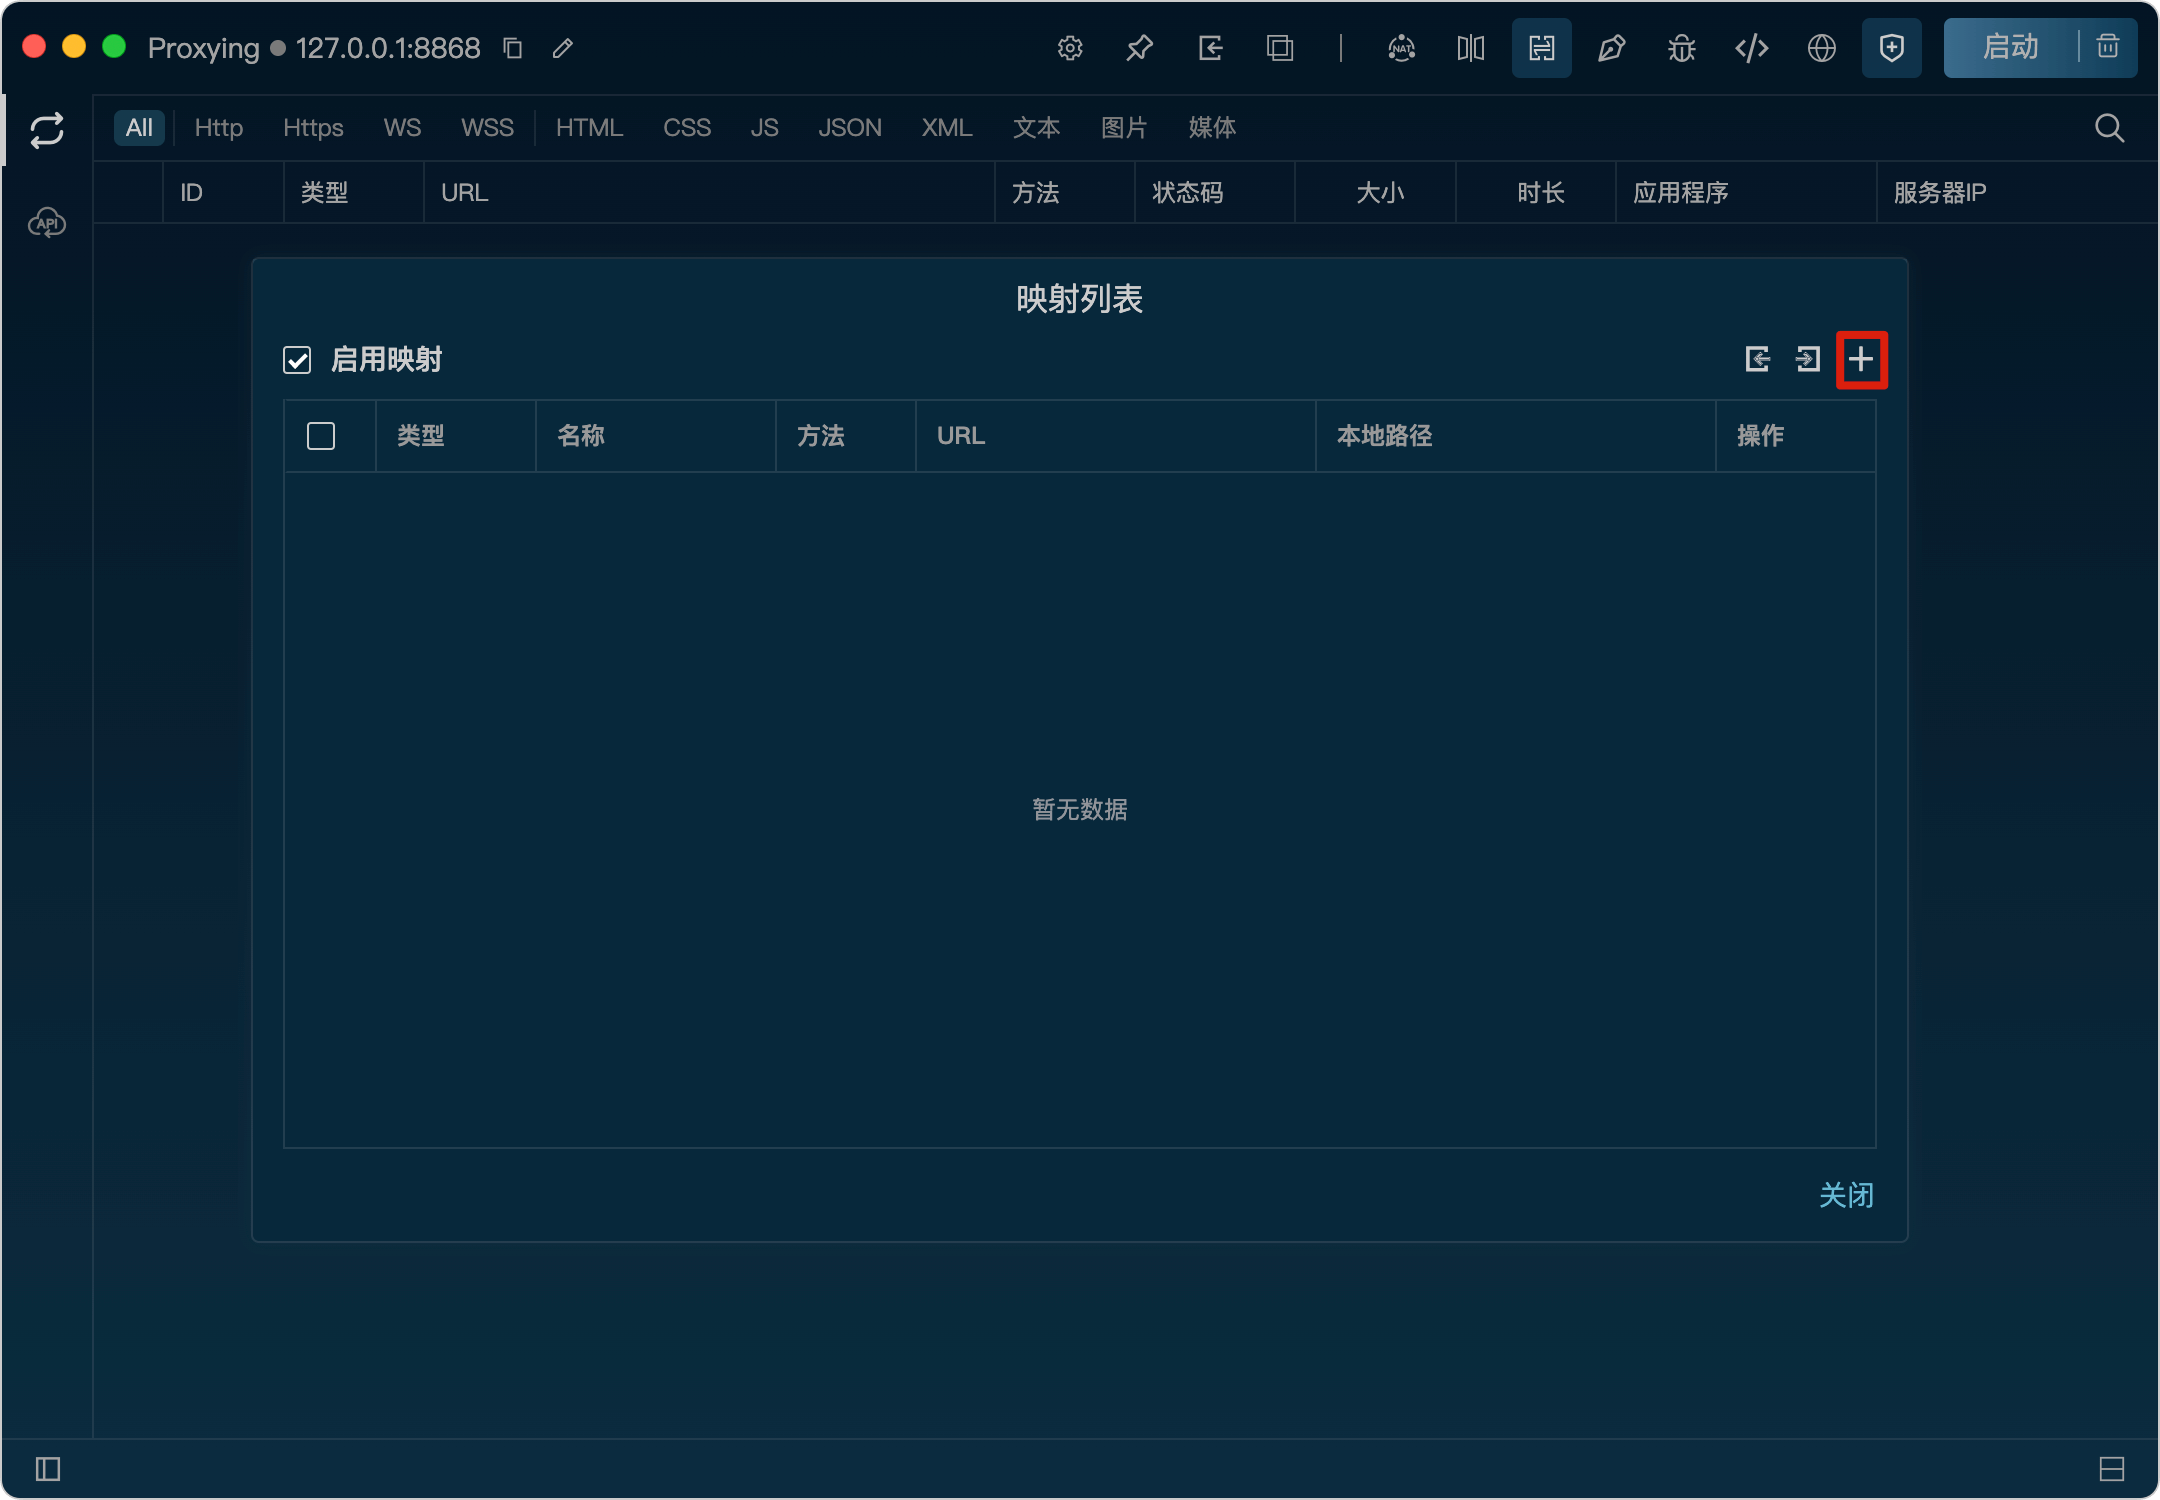 Proxying 127.0.0.1:8868
NAT
启动
All Http Https WS WSS HTML CSS JS JSON XML 文本 图片 媒体
API
ID 类型 URL 方法 状态码 大小 时长 应用程序 服务器IP
映射列表
启用映射
类型 名称 方法 URL 本地路径 操作
暂无数据
关闭